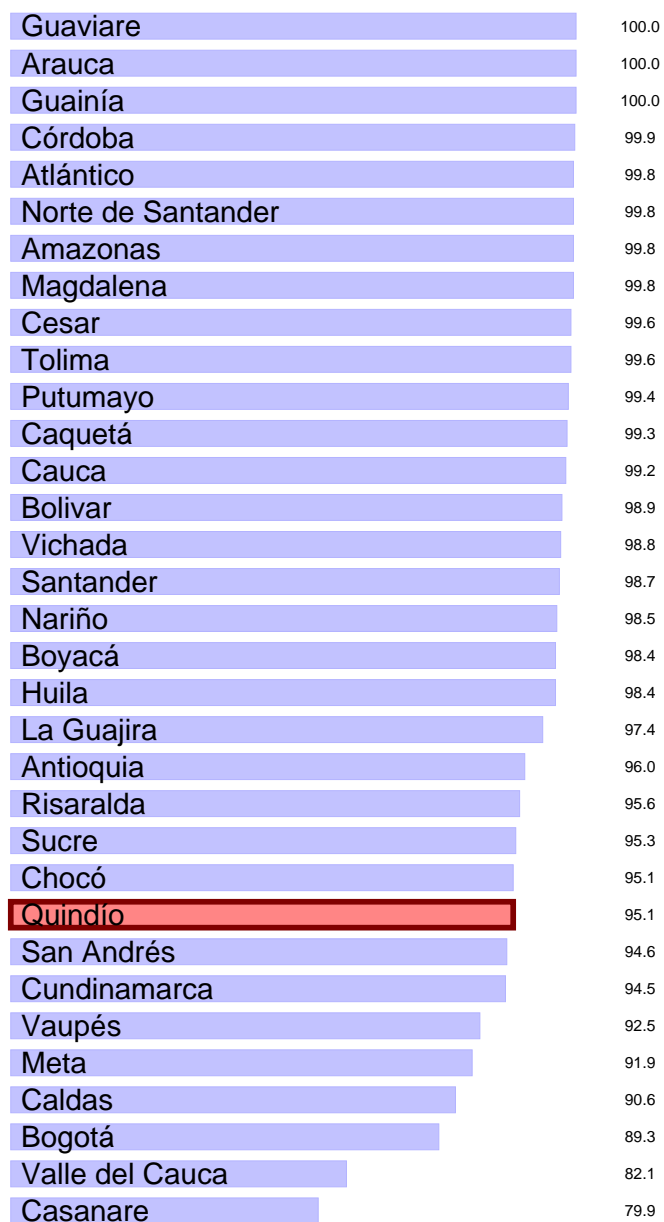 Guaviare 100.0
Arauca 100.0
Guainía 100.0
Córdoba 99.9
Atlántico 99.8
Norte de Santander 99.8
Amazonas 99.8
Magdalena 99.8
Cesar 99.6
Tolima 99.6
Putumayo 99.4
Caquetá 99.3
Cauca 99.2
Bolivar 98.9
Vichada 98.8
Santander 98.7
Nariño 98.5
Boyacá 98.4
Huila 98.4
La Guajira 97.4
Antioquia 96.0
Risaralda 95.6
Sucre 95.3
Chocó 95.1
Quindío 95.1
San Andrés 94.6
Cundinamarca 94.5
Vaupés 92.5
Meta 91.9
Caldas 90.6
Bogotá 89.3
Valle del Cauca 82.1
Casanare 79.9